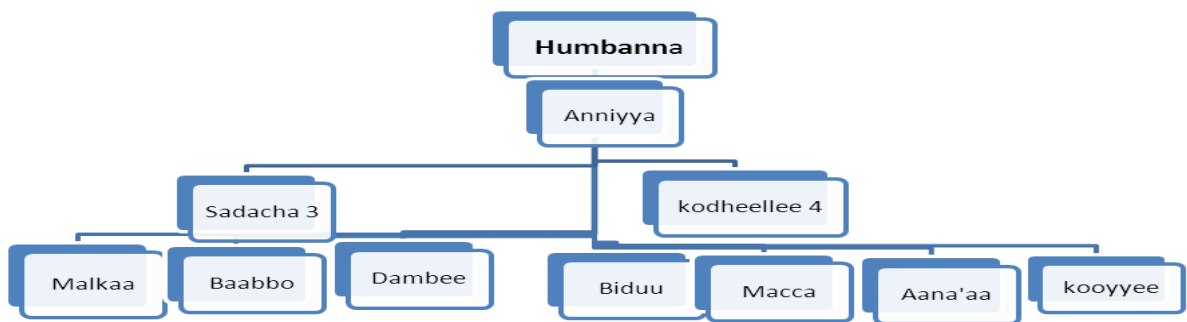 Humbanna
Anniyya
Sadacha 3
kodheellee 4
Malkaa
Baabbo
Dambee
Biduu
Macca
Aana'aa
kooyyee